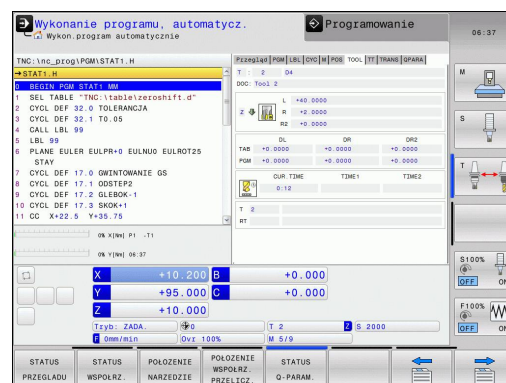 Wykonanie programu, automatycz.
Wykon.program automatycznie
Programowanie
06:37
TNC:\nc_prog\PGM\STAT1.H
→STAT1.H
0 BEGIN PGM STAT1 MM
1 SEL TABLE "TNC:\table\zeroshift.d"
2 CYCL DEF 32.0 TOLERANCJA
3 CYCL DEF 32.1 T0.05
4 CALL LBL 99
5 LBL 99
6 PLANE EULER EULPR+0 EULNU0 EULROT25
STAY
7 CYCL DEF 17.0 GWINTOWANIE GS
8 CYCL DEF 17.1 ODSTEP2
9 CYCL DEF 17.2 GLEBOK-1
10 CYCL DEF 17.3 SKOK+1
11 CC X+22.5 Y+35.75
0% X[Nm] P1 -T1
0% Y[Nm] 06:37
Przegląd PGM LBL CYC M POS TOOL TT TRANS QPARA
T : 2 D4
DOC: Tool 2
Z
L +40.0000
R +2.0000
R2 +0.0000
DL DR DR2
TAB +0.0000 +0.0000 +0.0000
PGM +0.0000 +0.0000 +0.0000
CUR.TIME TIME1 TIME2
0:12
T 2
RT
X +10.200 B +0.000
Y +95.000 C +0.000
Z +10.000
Tryb: ZADA. 0 T 2 Z S 2000
F 0mm/min Ovr 100% M 5/9
M
S
T
S100%
OFF ON
F100%
OFF ON
STATUS PRZEGLADU
STATUS WSPOŁRZ.
POŁOZENIE NARZEDZIE
POŁOZENIE WSPOŁRZ. PRZELICZ.
STATUS Q-PARAM.